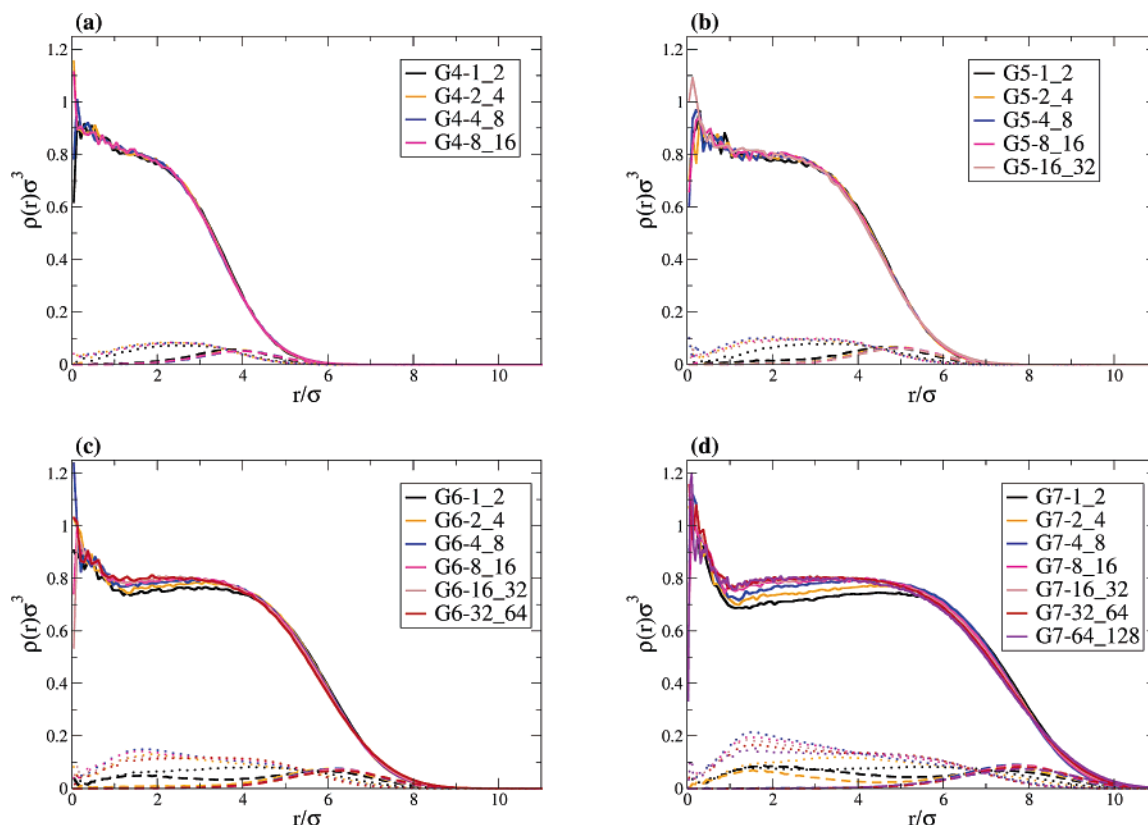 (a)
1.2
1
0.8
0.6
0.4
0.2
0
ρ(r)σ³
G4-1_2
G4-2_4
G4-4_8
G4-8_16
0 2 4 6 8 10
r/σ
(b)
1.2
1
0.8
0.6
0.4
0.2
0
ρ(r)σ³
G5-1_2
G5-2_4
G5-4_8
G5-8_16
G5-16_32
0 2 4 6 8 10
r/σ
(c)
1.2
1
0.8
0.6
0.4
0.2
0
ρ(r)σ³
G6-1_2
G6-2_4
G6-4_8
G6-8_16
G6-16_32
G6-32_64
0 2 4 6 8 10
r/σ
(d)
1.2
1
0.8
0.6
0.4
0.2
0
ρ(r)σ³
G7-1_2
G7-2_4
G7-4_8
G7-8_16
G7-16_32
G7-32_64
G7-64_128
0 2 4 6 8 10
r/σ